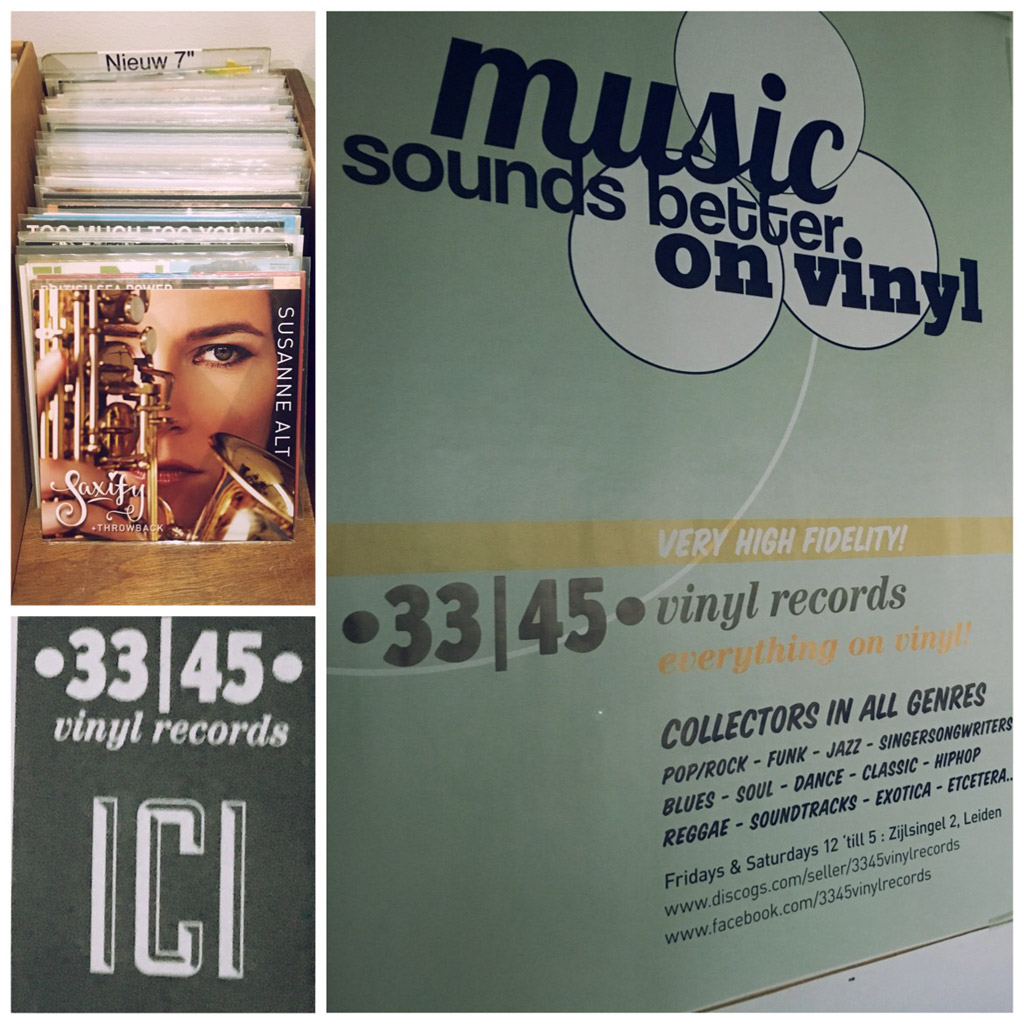 Nieuw 7"
TOO MUCH TOO YOUNG
BRITISH SEA POWER
SUSANNE ALT
Saxify
+THROWBACK
•33|45•
vinyl records
ICI
music
sounds better
on vinyl
VERY HIGH FIDELITY!
•33|45• vinyl records
everything on vinyl!
COLLECTORS IN ALL GENRES
POP/ROCK - FUNK - JAZZ - SINGERSONGWRITERS
BLUES - SOUL - DANCE - CLASSIC - HIPHOP
REGGAE - SOUNDTRACKS - EXOTICA - ETCETERA..
Fridays & Saturdays 12 'till 5 : Zijlsingel 2, Leiden
www.discogs.com/seller/3345vinylrecords
www.facebook.com/3345vinylrecords